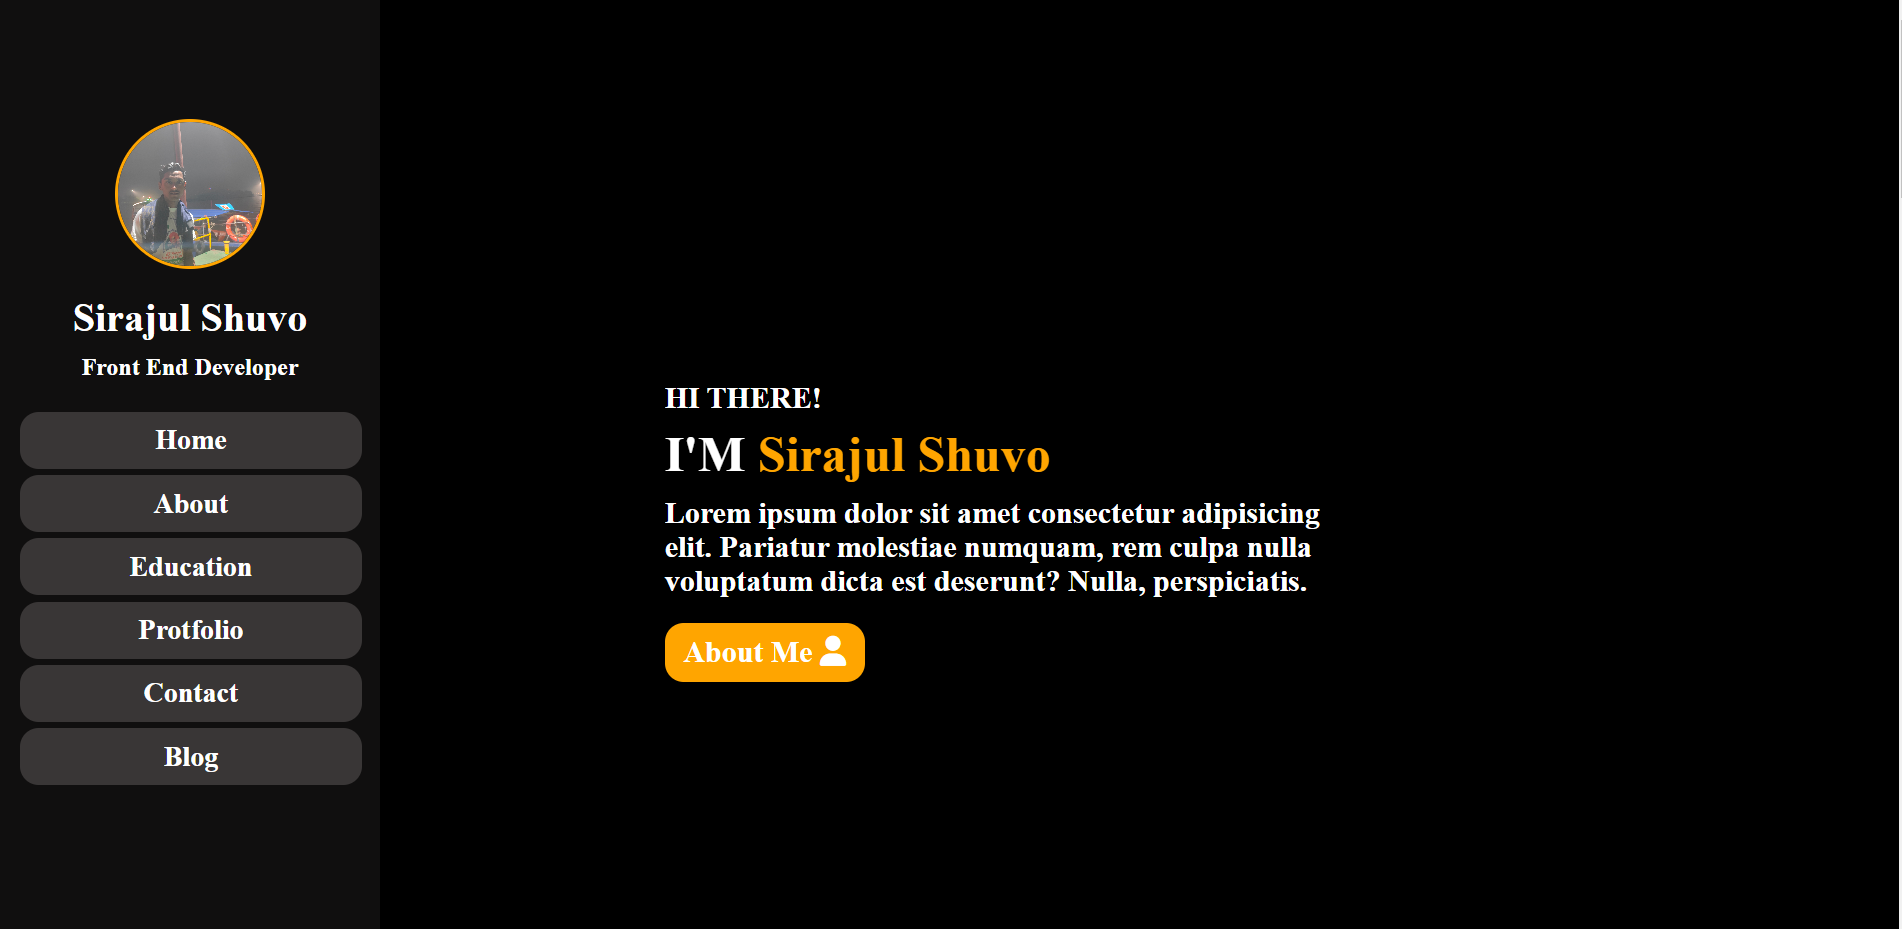 Sirajul Shuvo
Front End Developer
Home
About
Education
Protfolio
Contact
Blog
HI THERE!
I'M Sirajul Shuvo
Lorem ipsum dolor sit amet consectetur adipisicing
elit. Pariatur molestiae numquam, rem culpa nulla
voluptatum dicta est deserunt? Nulla, perspiciatis.
About Me